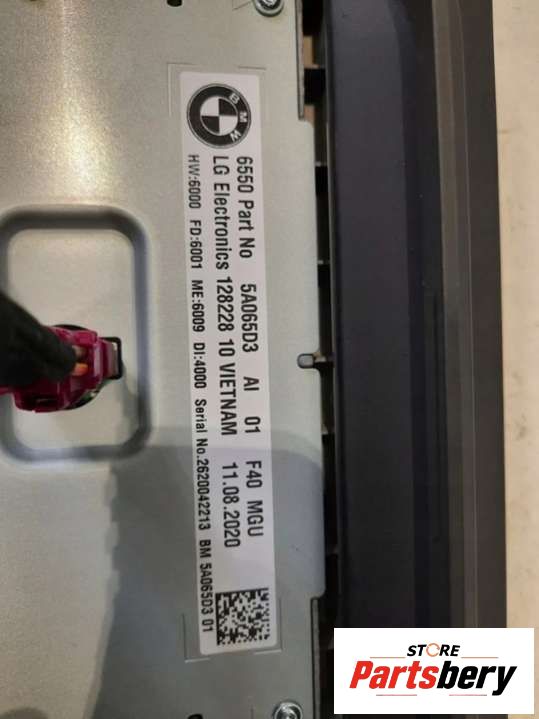 BMW
6550 Part No 5A065D3 AI 01 F40 MGU
LG Electronics 128228 10 VIETNAM 11.08.2020
HW:6000 FD:6001 ME:6009 DI:4000 Serial No.2620042213 BM 5A065D3 01
STORE
Partsbery